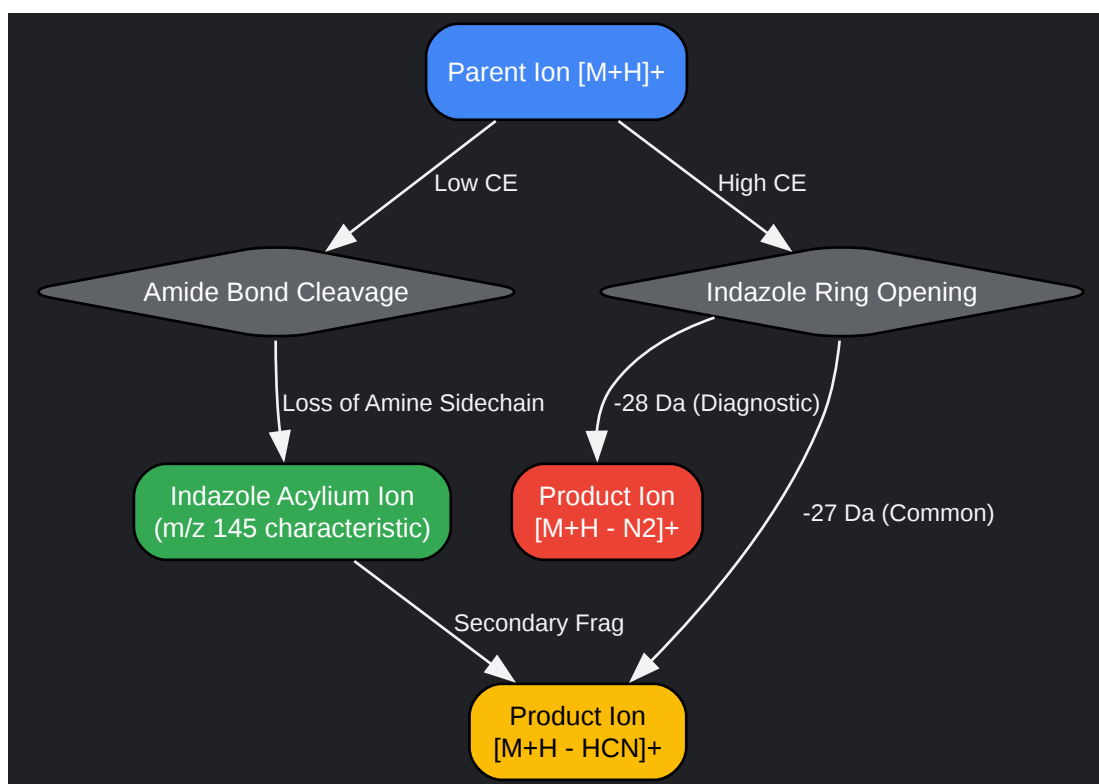 Parent Ion [M+H]+
Low CE
High CE
Amide Bond Cleavage
Indazole Ring Opening
Loss of Amine Sidechain
-28 Da (Diagnostic)
Indazole Acylium Ion
(m/z 145 characteristic)
Product Ion
[M+H - N2]+
-27 Da (Common)
Secondary Frag
Product Ion
[M+H - HCN]+